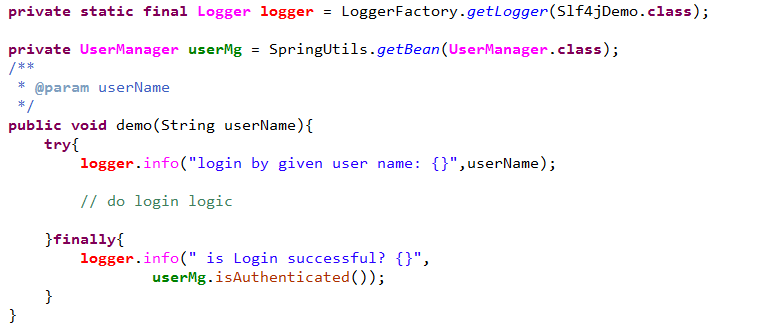 private static final Logger logger = LoggerFactory.getLogger(Slf4jDemo.class);
private UserManager userMg = SpringUtils.getBean(UserManager.class);
/**
 * @param userName
 */
public void demo(String userName){
    try{
        logger.info("login by given user name: {}",userName);
        // do login logic
    }finally{
        logger.info(" is Login successful? {}",
                userMg.isAuthenticated());
    }
}